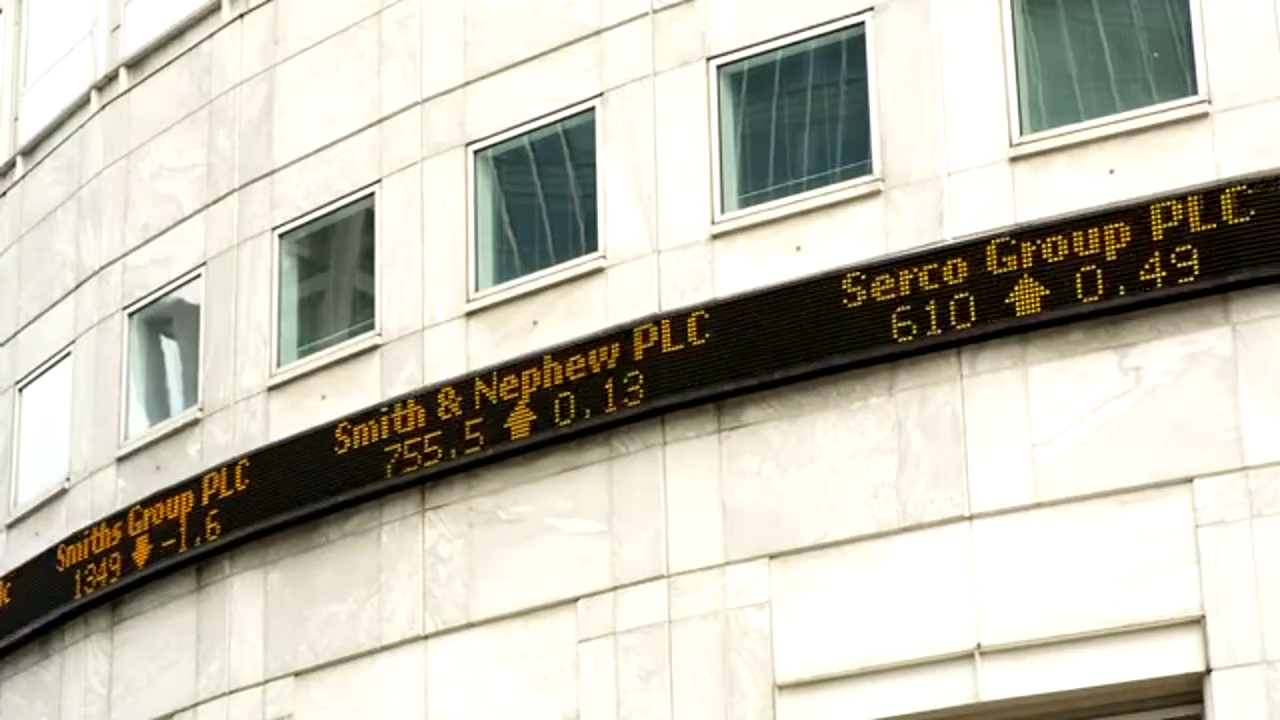 Smiths Group PLC
1349 ⬇ -1.6
Smith & Nephew PLC
755.5 ⬆ 0.13
Serco Group PLC
610 ⬆ 0.49